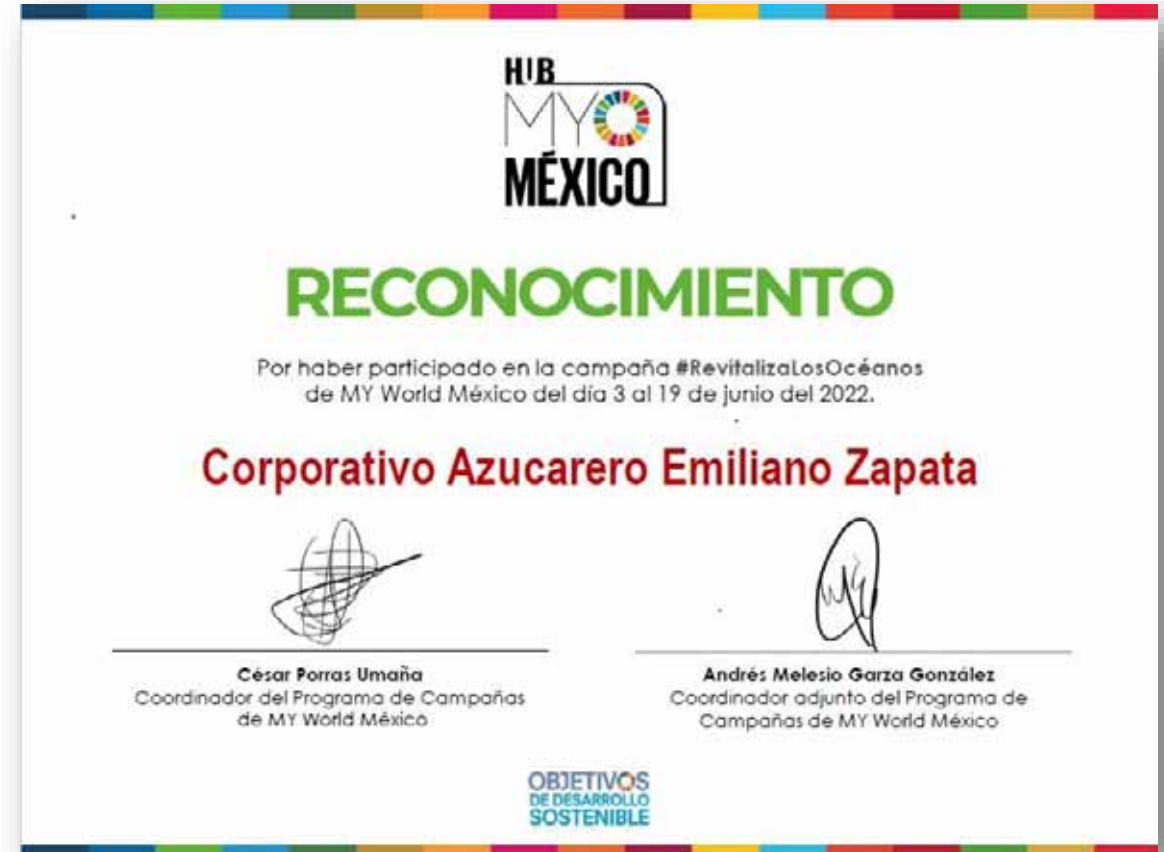 HUB
MY
MÉXICO
RECONOCIMIENTO
Por haber participado en la campaña #RevitalizaLosOcéanos
de MY World México del día 3 al 19 de junio del 2022.
Corporativo Azucarero Emiliano Zapata
César Porras Umaña
Coordinador del Programa de Campañas
de MY World México
Andrés Melesio Garza González
Coordinador adjunto del Programa de
Campañas de MY World México
OBJETIVOS
DE DESARROLLO
SOSTENIBLE